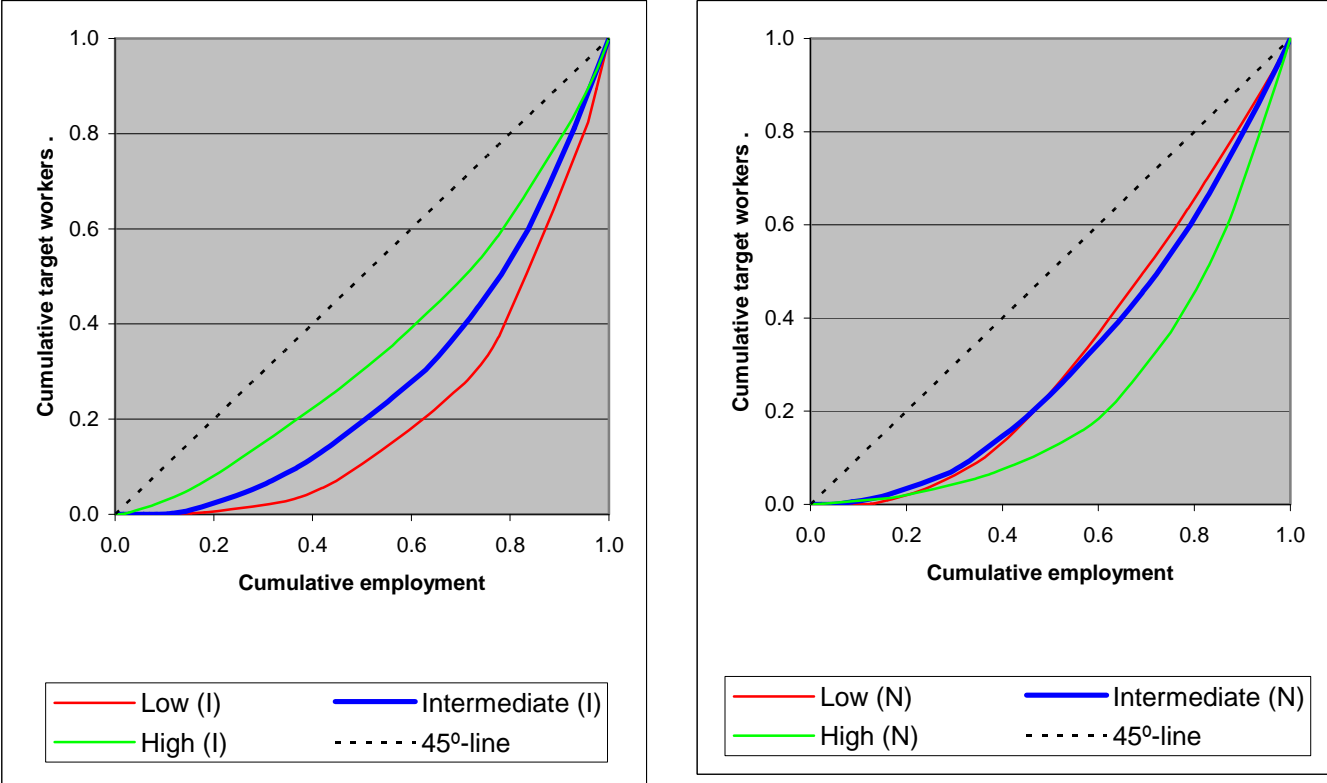 1.0
0.8
0.6
0.4
0.2
0.0
0.0 0.2 0.4 0.6 0.8 1.0
Cumulative target workers .
Cumulative employment
Low (I) Intermediate (I)
High (I) 45º-line
1.0
0.8
0.6
0.4
0.2
0.0
0.0 0.2 0.4 0.6 0.8 1.0
Cumulative target workers .
Cumulative employment
Low (N) Intermediate (N)
High (N) 45º-line